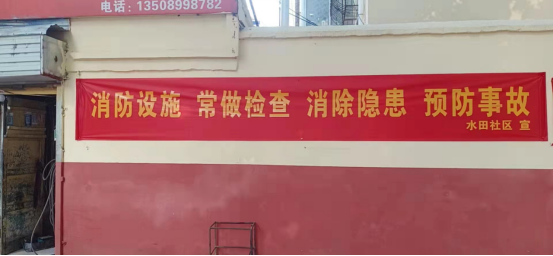 电话：13508998782
消防设施 常做检查 消除隐患 预防事故
水田社区 宣